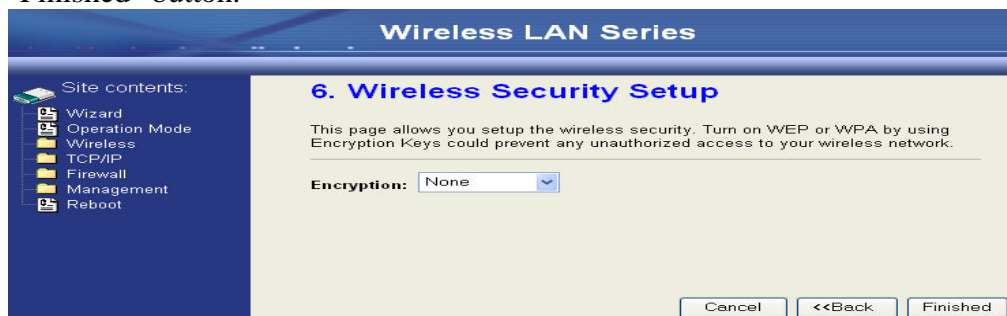 "Finished" button.
Wireless LAN Series
Site contents:
Wizard
Operation Mode
Wireless
TCP/IP
Firewall
Management
Reboot
6. Wireless Security Setup
This page allows you setup the wireless security. Turn on WEP or WPA by using
Encryption Keys could prevent any unauthorized access to your wireless network.
Encryption: None
Cancel <<Back Finished